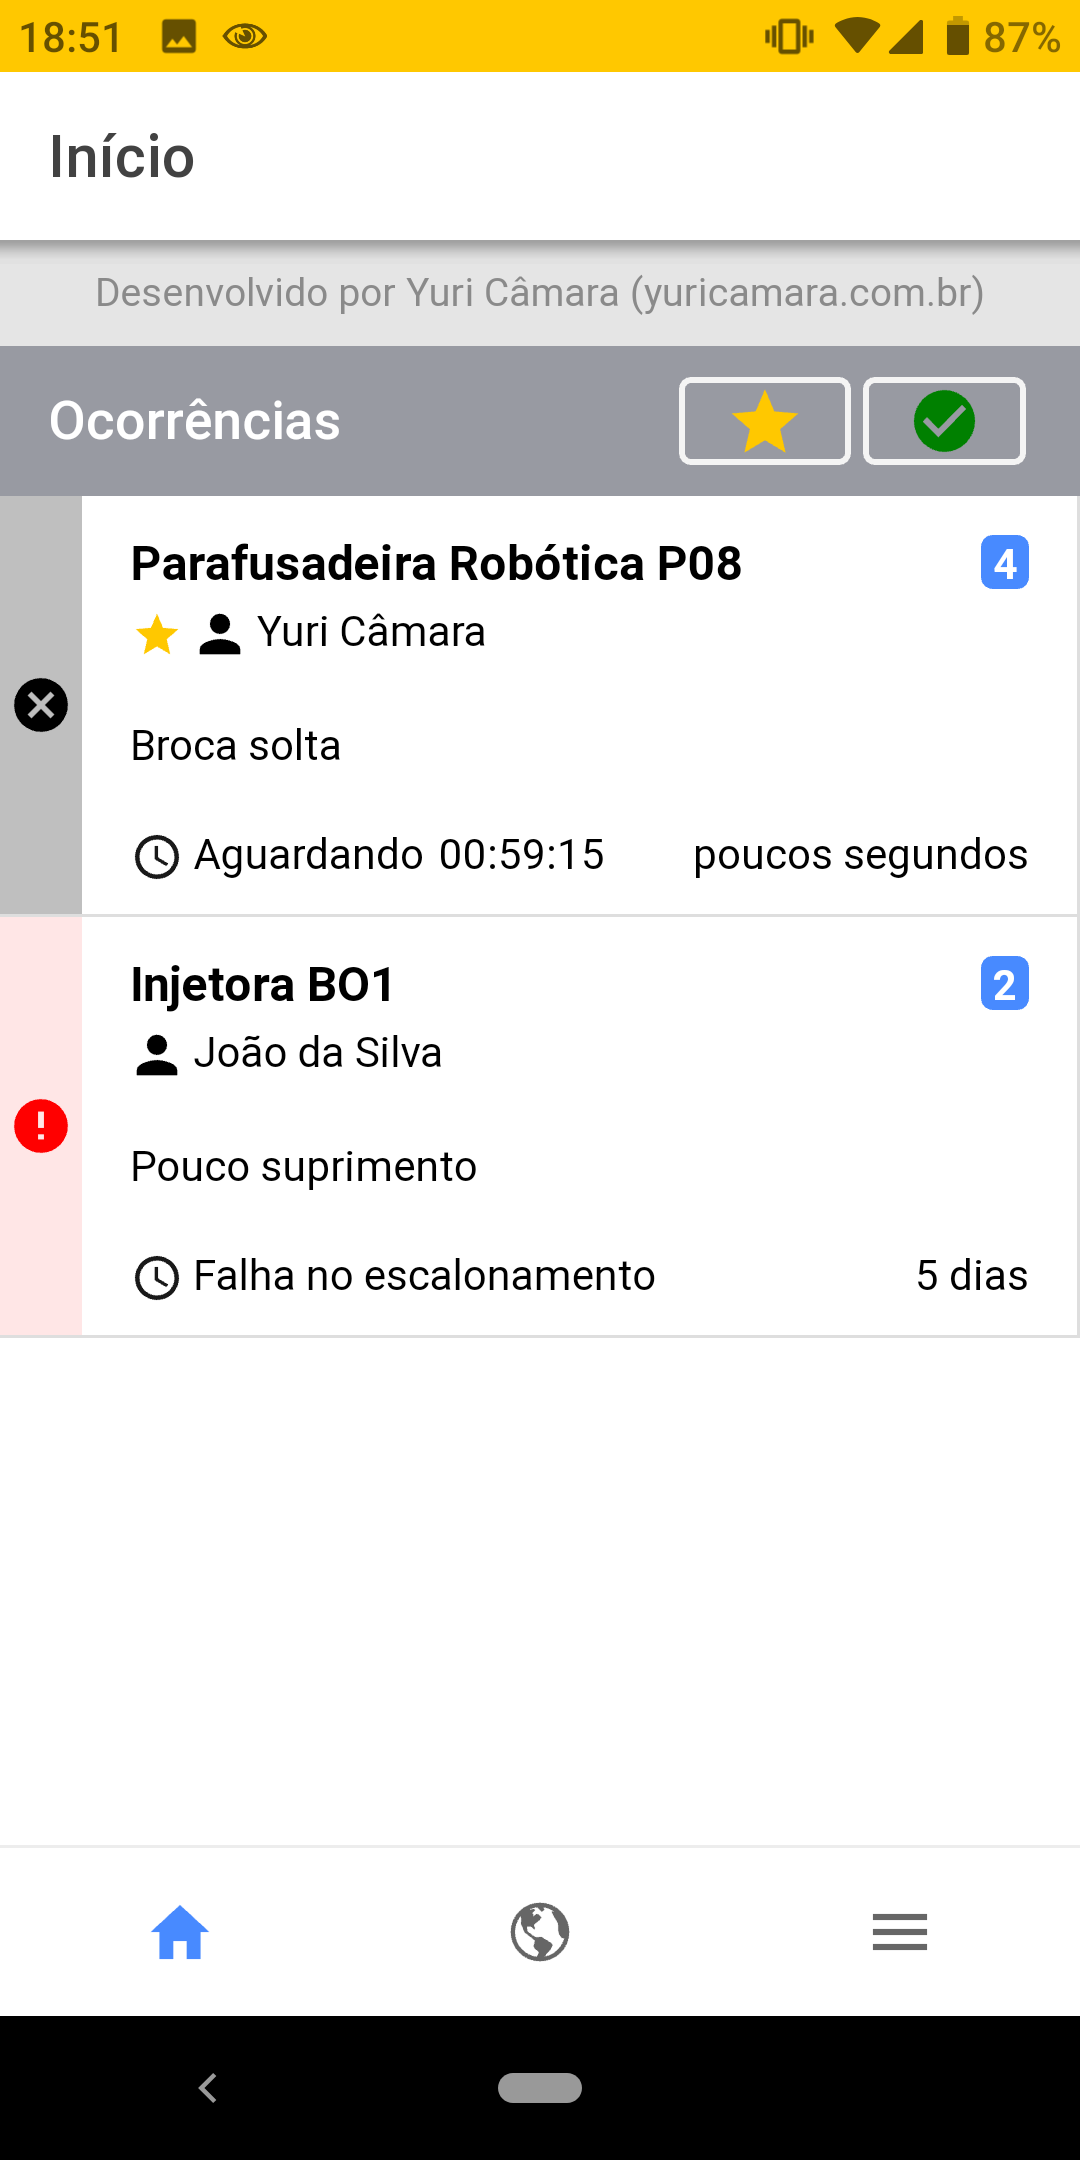 18:51 87%
Início
Desenvolvido por Yuri Câmara (yuricamara.com.br)
Ocorrências
Parafusadeira Robótica P08 4
Yuri Câmara
Broca solta
Aguardando 00:59:15 poucos segundos
Injetora BO1 2
João da Silva
Pouco suprimento
Falha no escalonamento 5 dias